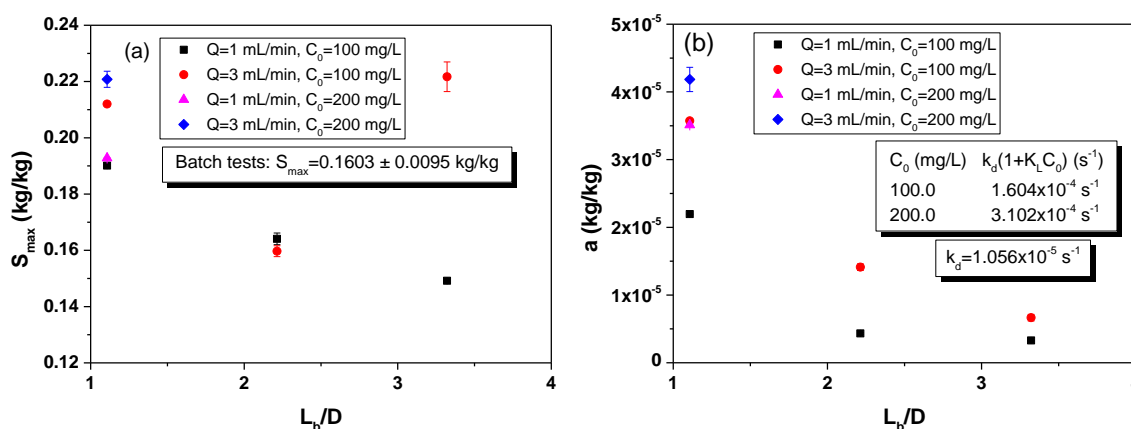 (a)
Q=1 mL/min, C₀=100 mg/L
Q=3 mL/min, C₀=100 mg/L
Q=1 mL/min, C₀=200 mg/L
Q=3 mL/min, C₀=200 mg/L
Batch tests: Sₘₐₓ=0.1603 ± 0.0095 kg/kg
Sₘₐₓ (kg/kg)
0.24
0.22
0.20
0.18
0.16
0.14
0.12
1 2 3 4
L_b/D
(b)
Q=1 mL/min, C₀=100 mg/L
Q=3 mL/min, C₀=100 mg/L
Q=1 mL/min, C₀=200 mg/L
Q=3 mL/min, C₀=200 mg/L
C₀ (mg/L) k_d(1+K_LC₀) (s⁻¹)
100.0 1.604x10⁻⁴ s⁻¹
200.0 3.102x10⁻⁴ s⁻¹
k_d=1.056x10⁻⁵ s⁻¹
a (kg/kg)
5x10⁻⁵
4x10⁻⁵
3x10⁻⁵
2x10⁻⁵
1x10⁻⁵
0
1 2 3
L_b/D